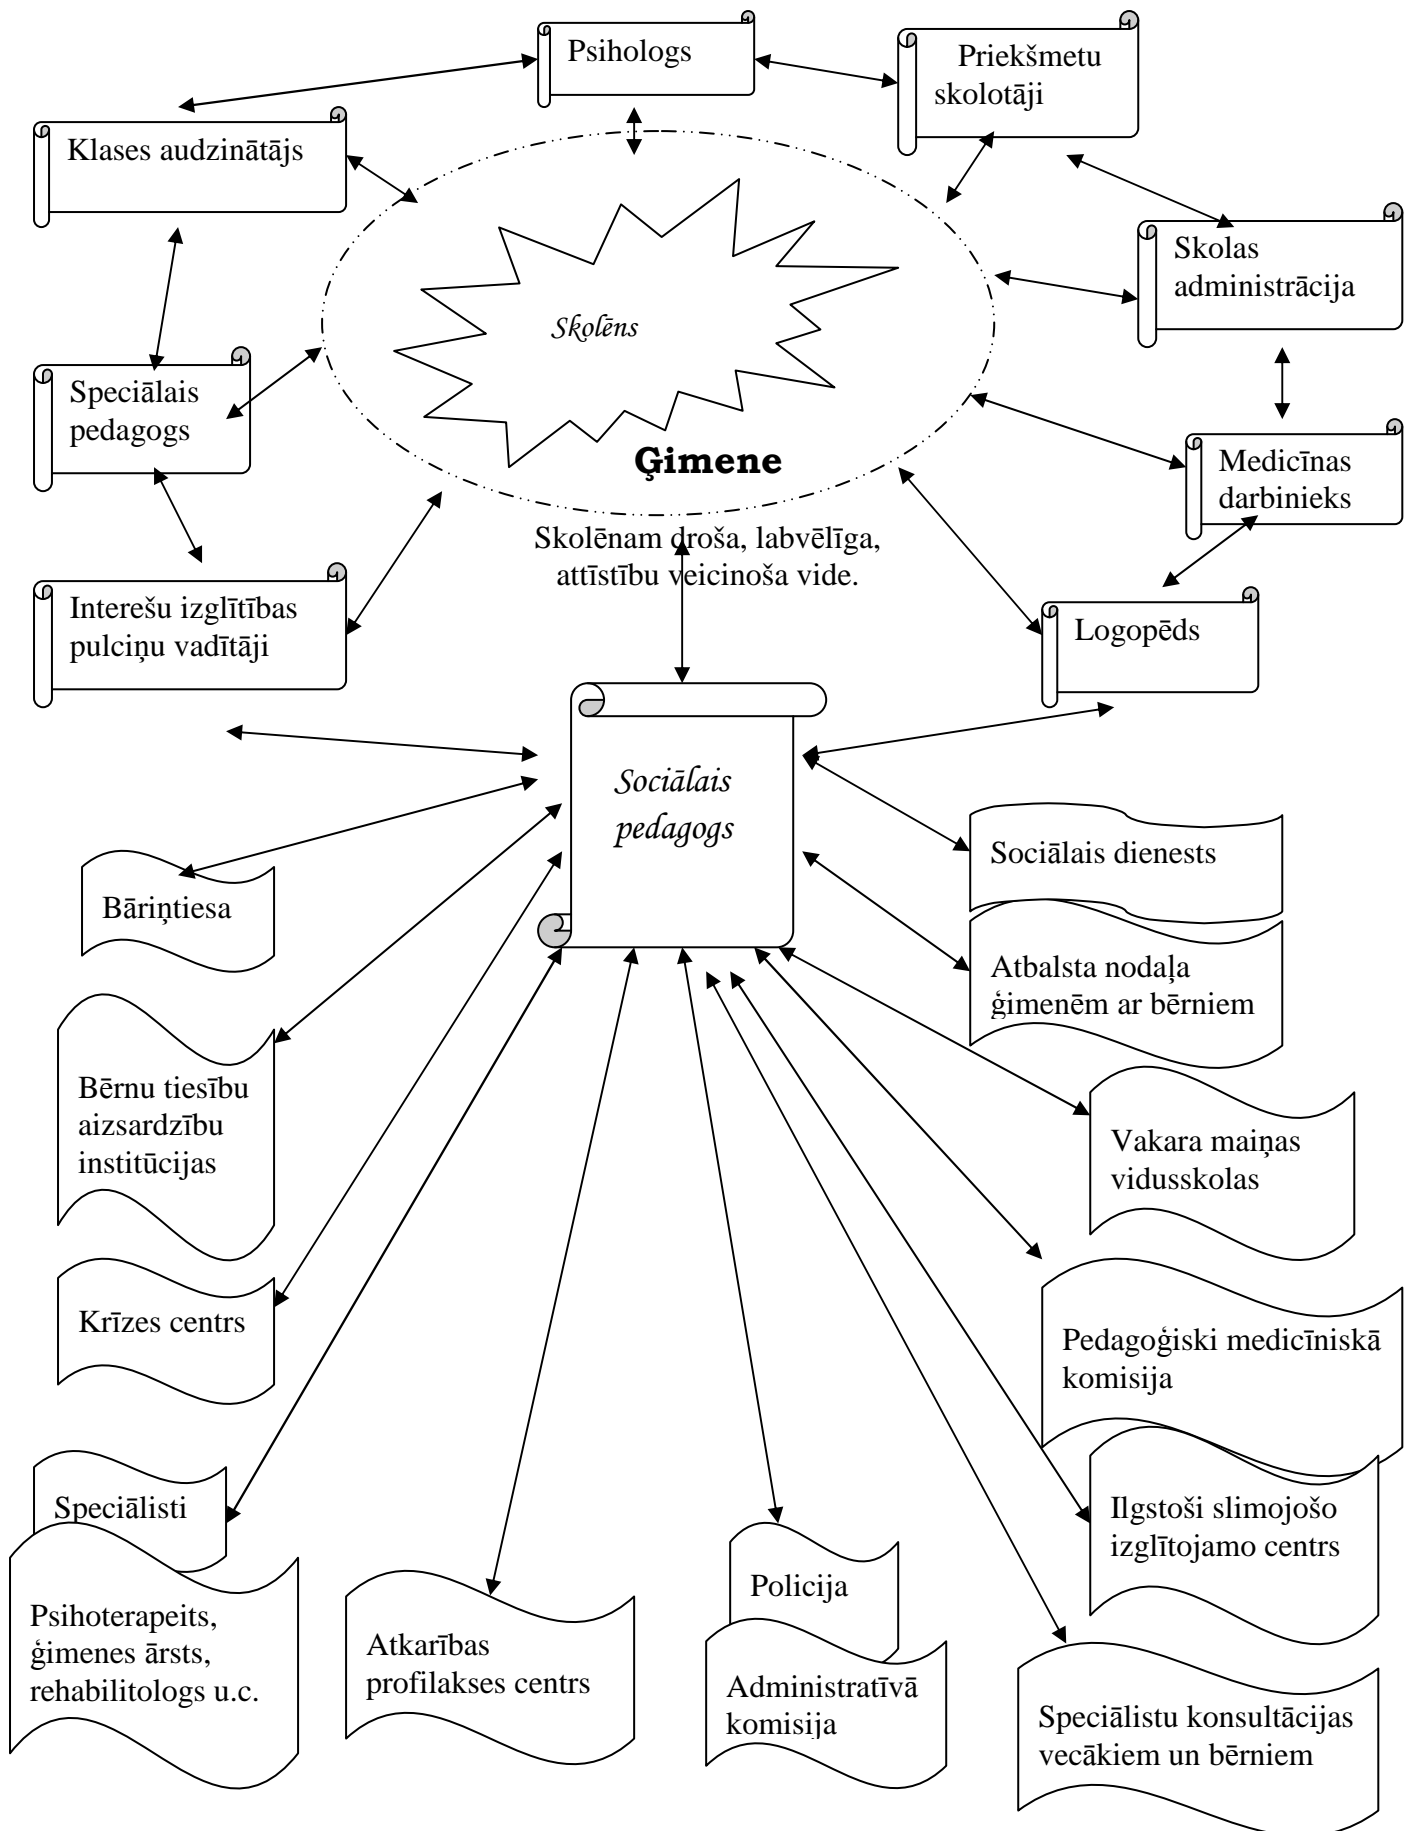 Psihologs
Priekšmetu
skolotāji
Klases audzinātājs
Skolas
administrācija
Skolēns
Speciālais
pedagogs
Ģimene
Medicīnas
darbinieks
Skolēnam droša, labvēlīga,
attīstību veicinoša vide.
Interešu izglītības
pulciņu vadītāji
Logopēds
Sociālais
pedagogs
Sociālais dienests
Bāriņtiesa
Atbalsta nodaļa
ģimenēm ar bērniem
Bērnu tiesību
aizsardzību
institūcijas
Vakara maiņas
vidusskolas
Krīzes centrs
Pedagoģiski medicīniskā
komisija
Speciālisti
Ilgstoši slimojošo
izglītojamo centrs
Psihoterapeits,
ģimenes ārsts,
rehabilitologs u.c.
Atkarības
profilakses centrs
Policija
Administratīvā
komisija
Speciālistu konsultācijas
vecākiem un bērniem